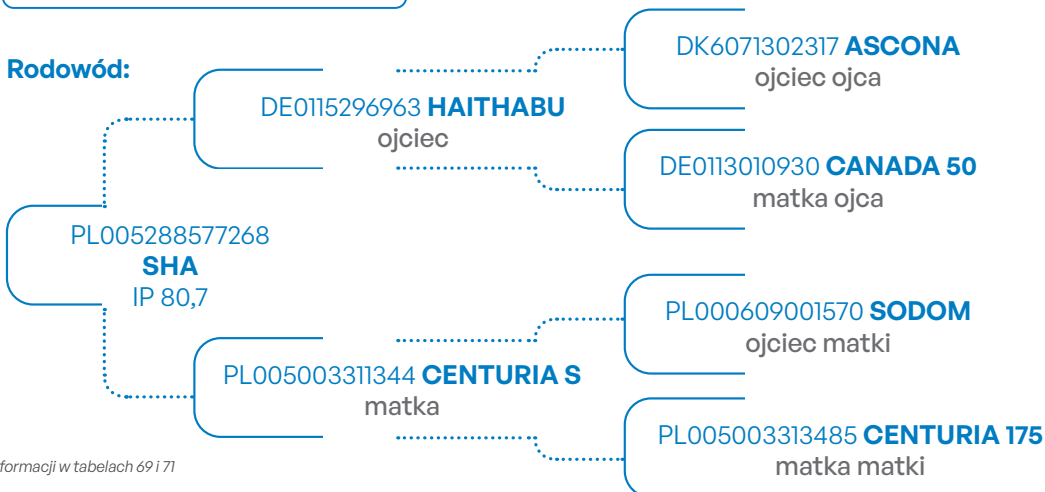 Rodowód:
DK6071302317 ASCONA
ojciec ojca
DE0115296963 HAITHABU
ojciec
DE0113010930 CANADA 50
matka ojca
PL005288577268
SHA
IP 80,7
PL000609001570 SODOM
ojciec matki
PL005003311344 CENTURIA S
matka
PL005003313485 CENTURIA 175
matka matki
formacji w tabelach 69 i 71